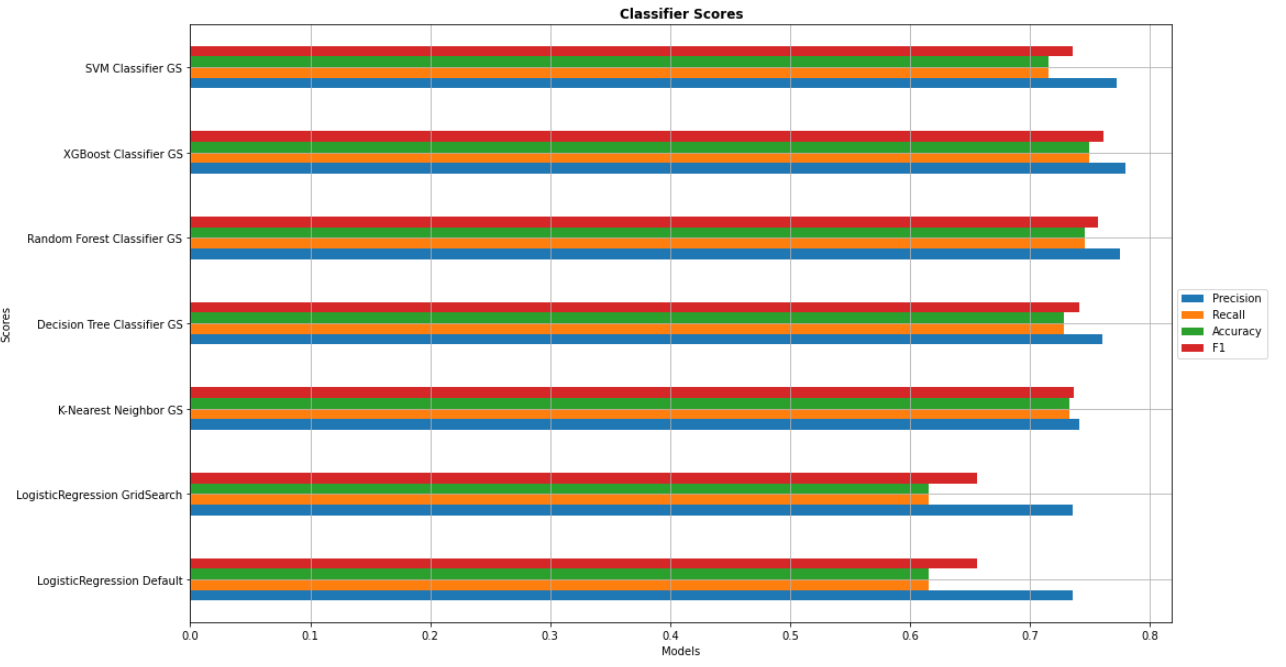 Classifier Scores
SVM Classifier GS
XGBoost Classifier GS
Random Forest Classifier GS
Decision Tree Classifier GS
K-Nearest Neighbor GS
LogisticRegression GridSearch
LogisticRegression Default
Scores
0.0 0.1 0.2 0.3 0.4 0.5 0.6 0.7 0.8
Models
Precision
Recall
Accuracy
F1